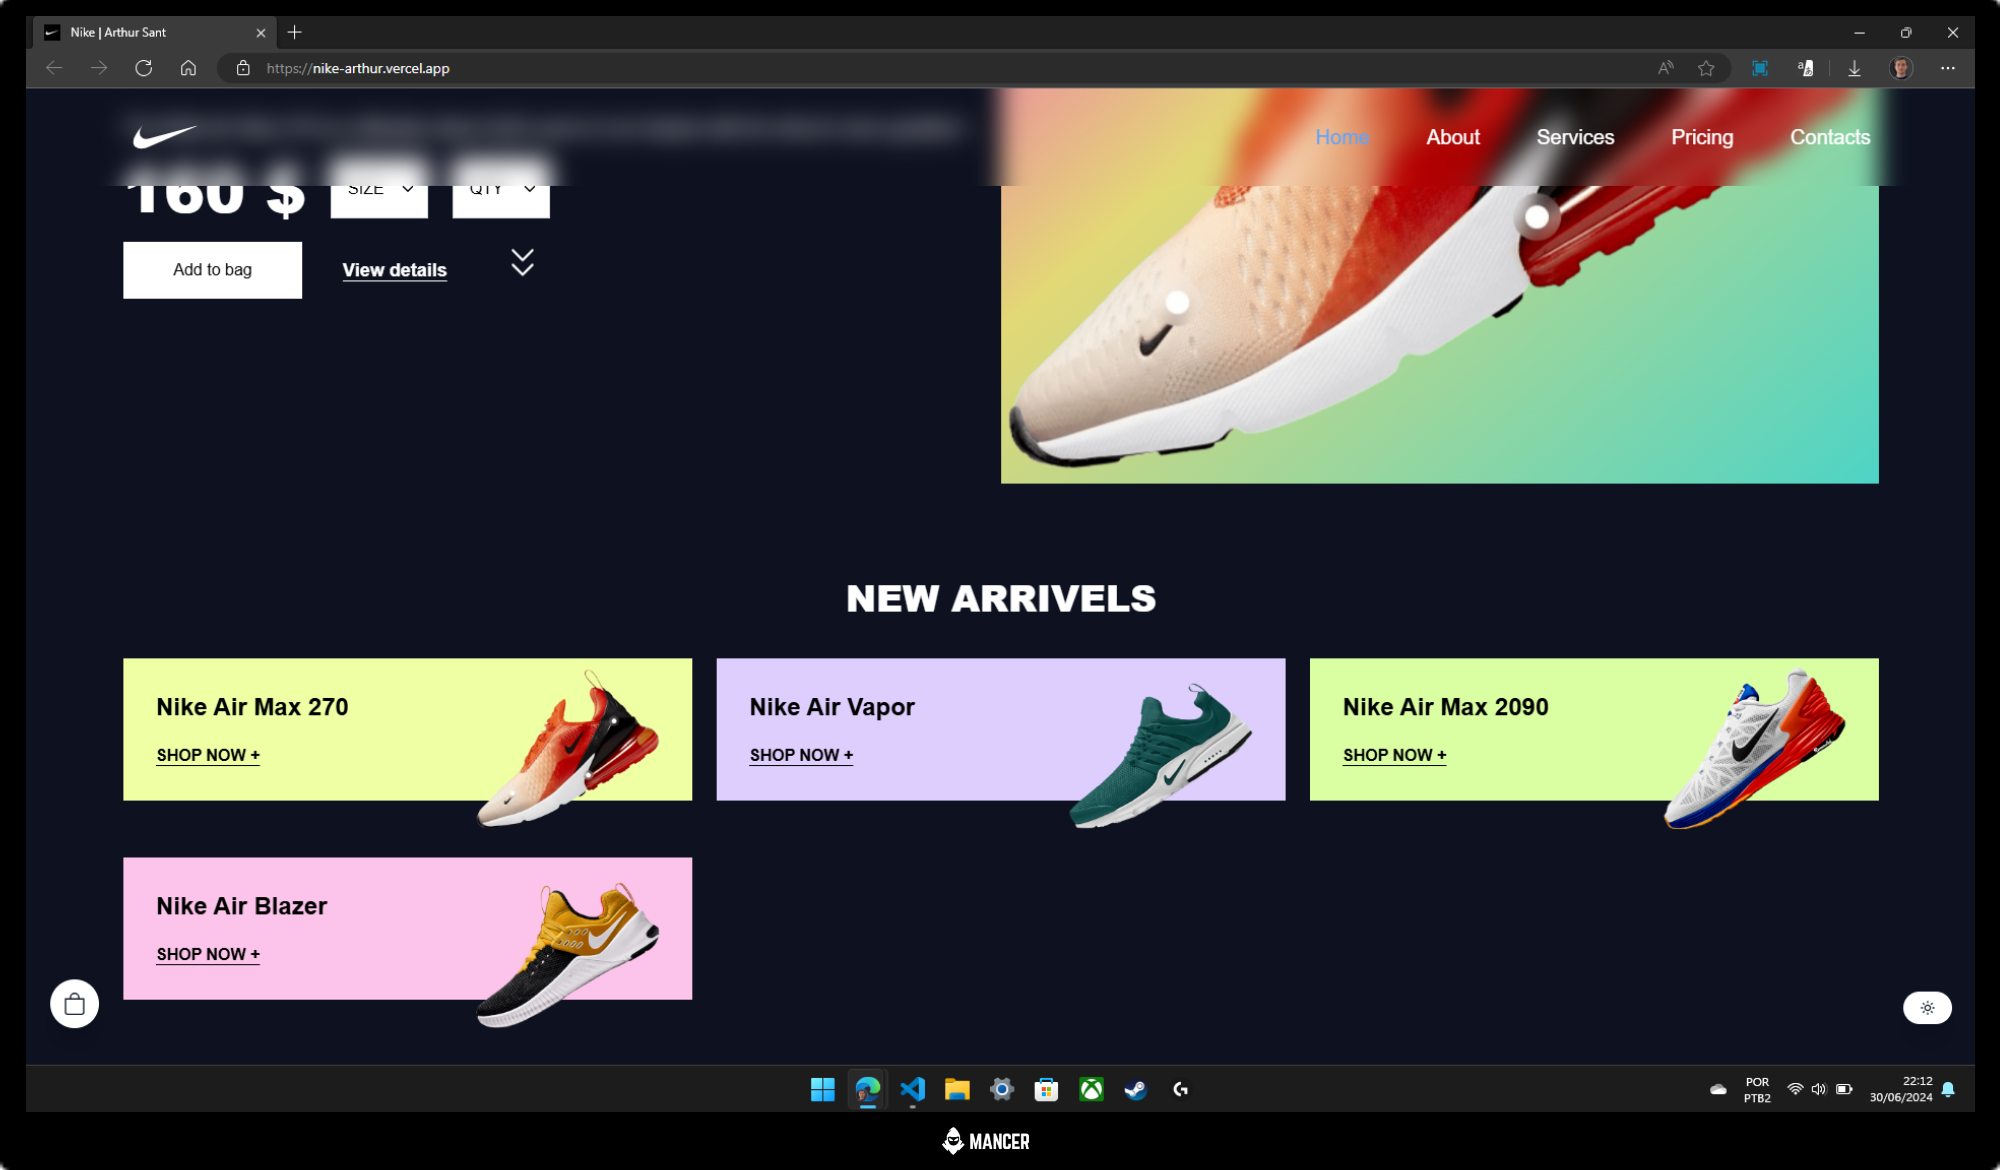 Nike | Arthur Sant
https://nike-arthur.vercel.app
Home About Services Pricing Contacts
160 $ SIZE QTY
Add to bag View details
NEW ARRIVELS
Nike Air Max 270
SHOP NOW +
Nike Air Vapor
SHOP NOW +
Nike Air Max 2090
SHOP NOW +
Nike Air Blazer
SHOP NOW +
POR
PTB2
22:12
30/06/2024
MANCER